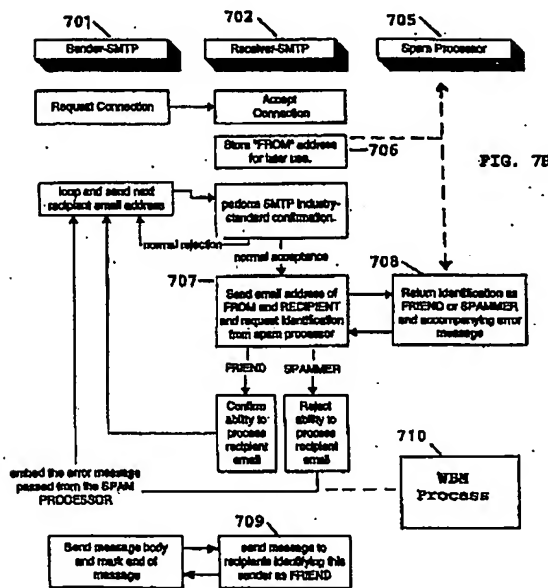 701
702
705
Sender-SMTP
Receiver-SMTP
Spam Processor
Request Connection
Accept
Connection
Store "FROM" address
for later use.
706
FIG. 7B
loop and send next
recipient email address
perform SMTP Industry-
standard confirmation.
normal rejection
normal acceptance
707
708
Send email address of
FROM and RECIPIENT
and request identification
from spam processor
Return identification as
FRIEND or SPAMMER
and accompanying error
message
FRIEND
SPAMMER
Confirm
ability to
process
recipient
email
Reject
ability to
process
recipient
email
710
WBM
Process
embed the error message
passed from the SPAM
PROCESSOR
709
Send message body
and mark end of
message
send message to
recipients identifying this
sender as FRIEND